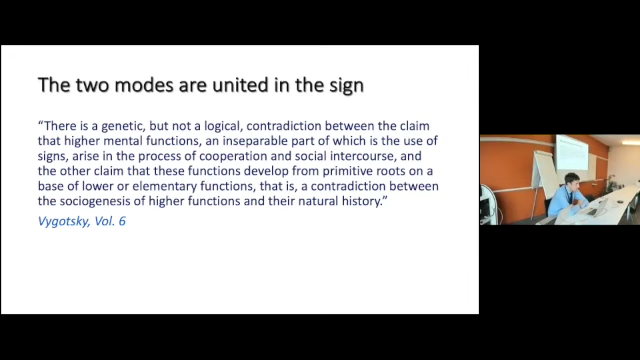 The two modes are united in the sign
“There is a genetic, but not a logical, contradiction between the claim
that higher mental functions, an inseparable part of which is the use of
signs, arise in the process of cooperation and social intercourse, and
the other claim that these functions develop from primitive roots on a
base of lower or elementary functions, that is, a contradiction between
the sociogenesis of higher functions and their natural history.”
Vygotsky, Vol. 6